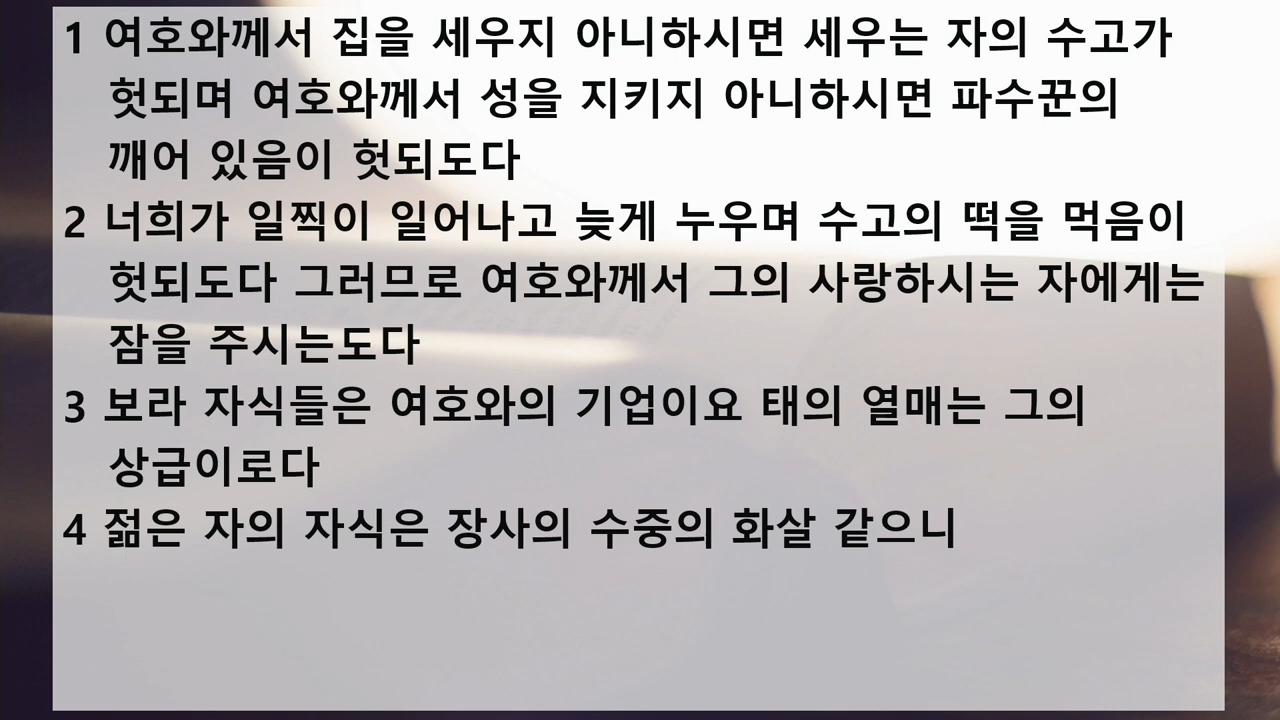 1 여호와께서 집을 세우지 아니하시면 세우는 자의 수고가
헛되며 여호와께서 성을 지키지 아니하시면 파수꾼의
깨어 있음이 헛되도다
2 너희가 일찍이 일어나고 늦게 누우며 수고의 떡을 먹음이
헛되도다 그러므로 여호와께서 그의 사랑하시는 자에게는
잠을 주시는도다
3 보라 자식들은 여호와의 기업이요 태의 열매는 그의
상급이로다
4 젊은 자의 자식은 장사의 수중의 화살 같으니